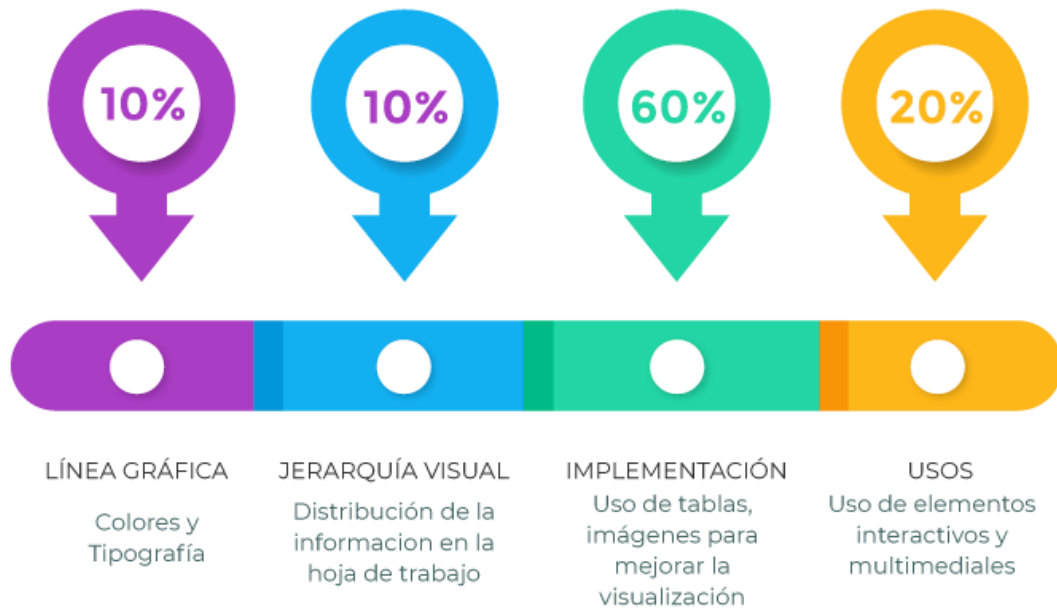 10%
10%
60%
20%
LÍNEA GRÁFICA
Colores y
Tipografía
JERARQUÍA VISUAL
Distribución de la
informacion en la
hoja de trabajo
IMPLEMENTACIÓN
Uso de tablas,
imágenes para
mejorar la
visualización
USOS
Uso de elementos
interactivos y
multimediales